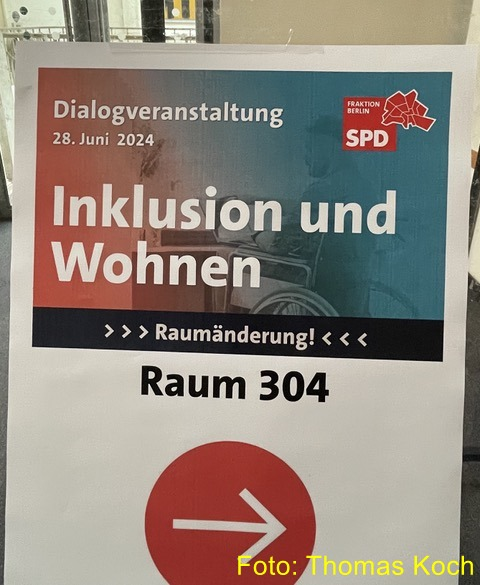 Dialogveranstaltung
28. Juni 2024
FRAKTION
BERLIN
SPD
Inklusion und
Wohnen
> > > Raumänderung! < < <
Raum 304
Foto: Thomas Koch